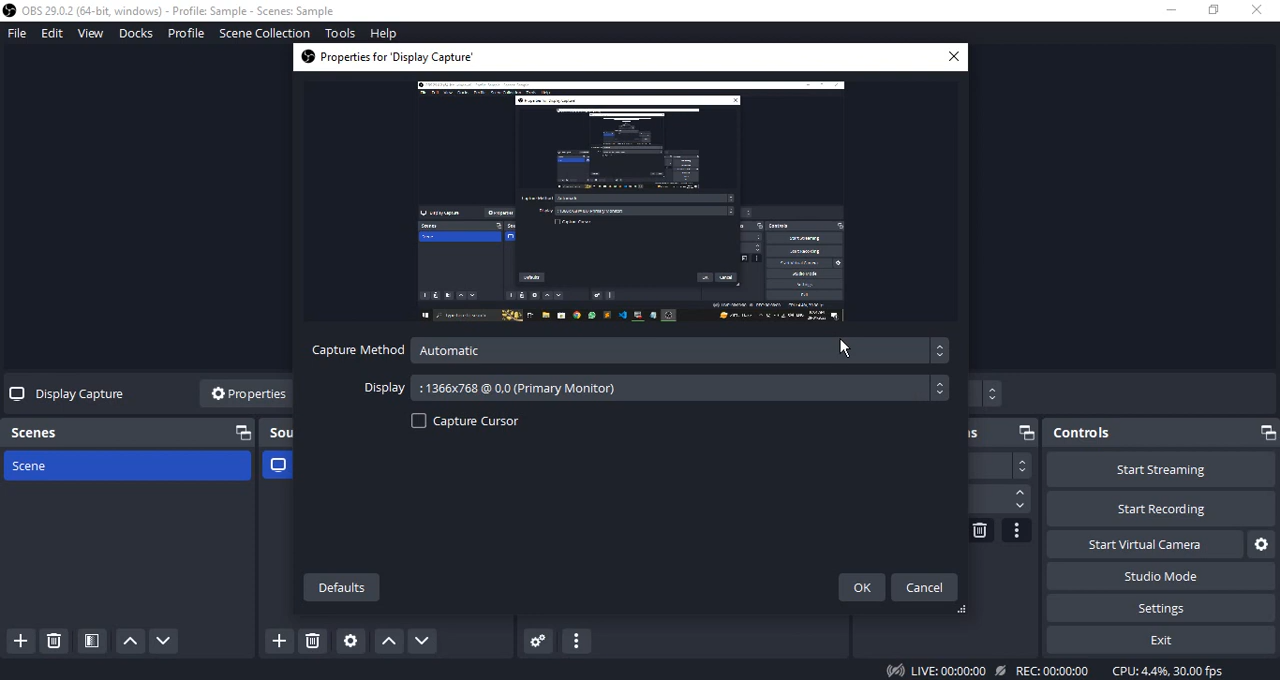 OBS 29.0.2 (64-bit, windows) - Profile: Sample - Scenes: Sample
File Edit View Docks Profile Scene Collection Tools Help
Properties for 'Display Capture'
Capture Method Automatic
Display : 1366x768 @ 0,0 (Primary Monitor)
Capture Cursor
Defaults OK Cancel
Display Capture Properties
Scenes
Scene
Sou
ns
Controls
Start Streaming
Start Recording
Start Virtual Camera
Studio Mode
Settings
Exit
LIVE: 00:00:00 REC: 00:00:00 CPU: 4.4%, 30.00 fps